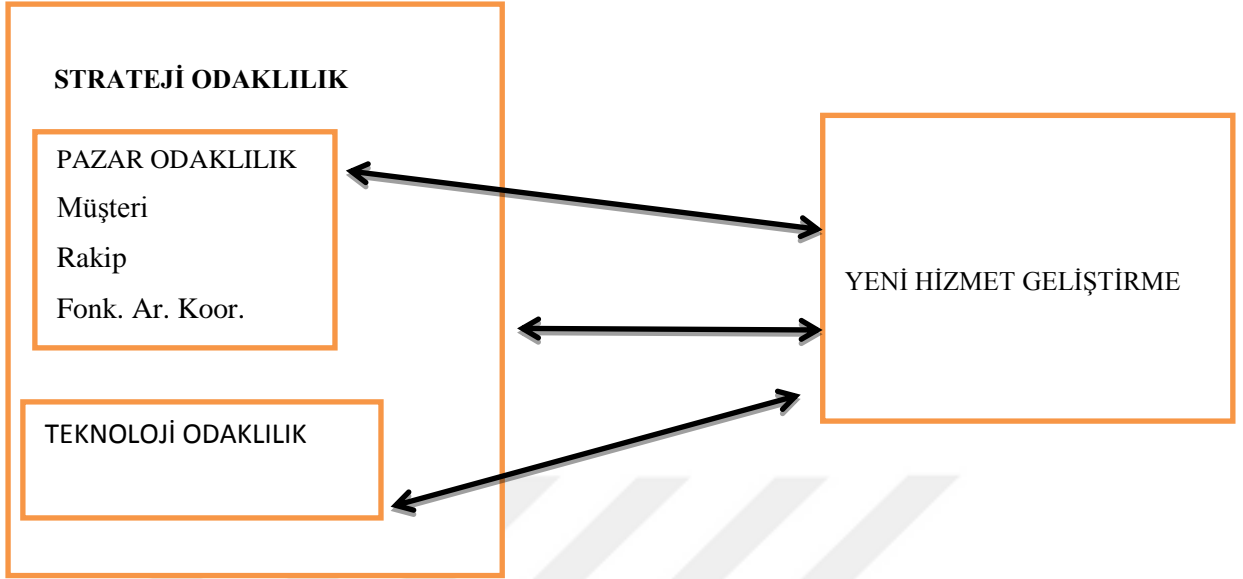 STRATEJİ ODAKLILIK
PAZAR ODAKLILIK
Müşteri
Rakip
Fonk. Ar. Koor.
TEKNOLOJİ ODAKLILIK
YENİ HİZMET GELİŞTİRME